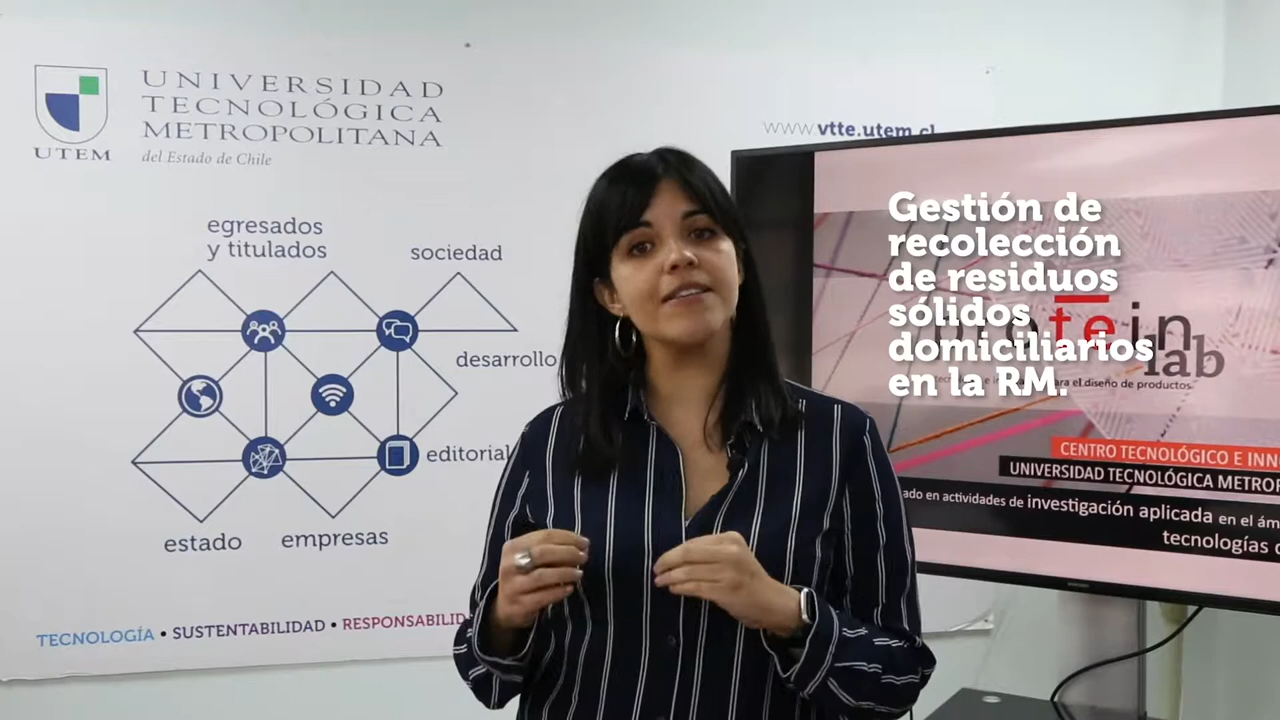 UNIVERSIDAD
TECNOLÓGICA
METROPOLITANA
del Estado de Chile
UTEM
www.vtte.utem.cl
egresados
y titulados
sociedad
desarrollo
editorial
estado
empresas
TECNOLOGÍA • SUSTENTABILIDAD • RESPONSABILID
Gestión de
recolección
de residuos
sólidos
domiciliarios
en la RM.
tein
lab
para el diseño de productos
CENTRO TECNOLÓGICO E INN
UNIVERSIDAD TECNOLÓGICA METROP
ado en actividades de investigación aplicada en el ám
tecnologías d